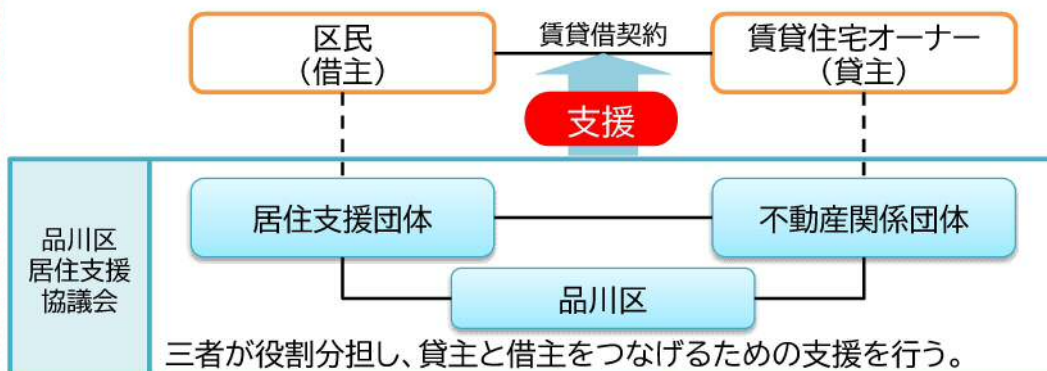 区民
（借主）
賃貸借契約
賃貸住宅オーナー
（貸主）
支援
品川区
居住支援
協議会
居住支援団体
不動産関係団体
品川区
三者が役割分担し、貸主と借主をつなげるための支援を行う。